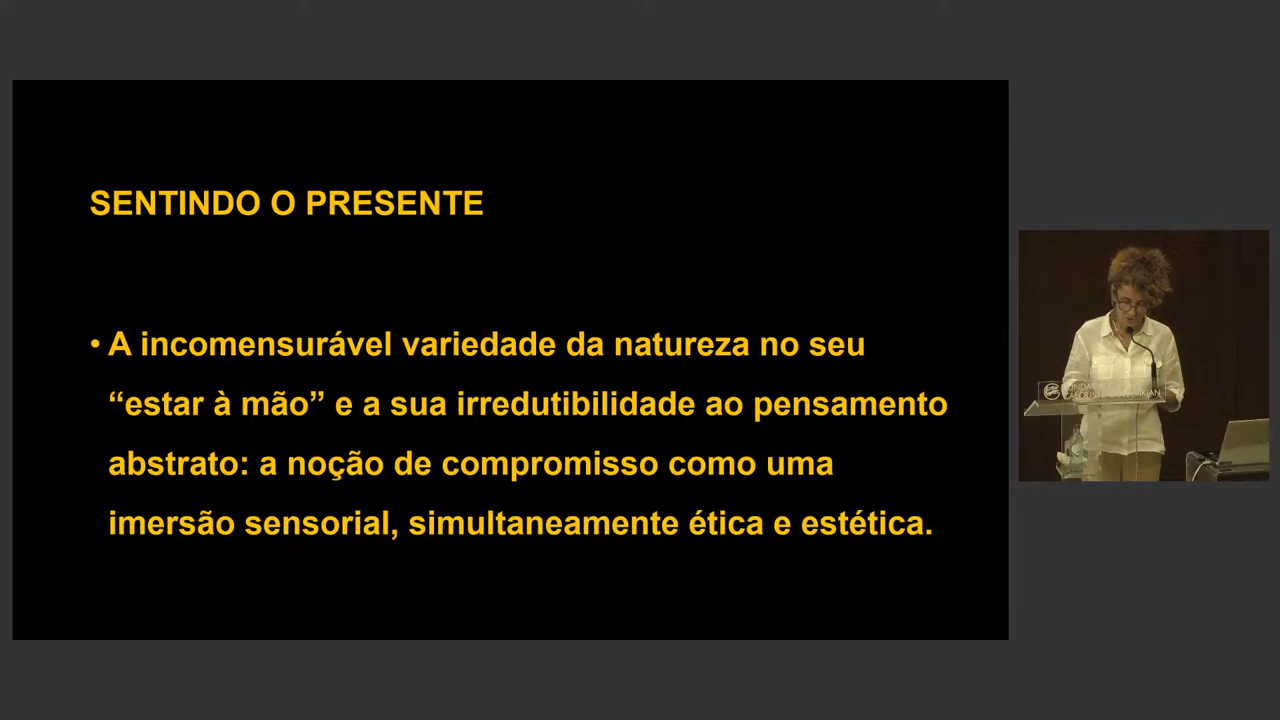 SENTINDO O PRESENTE
• A incomensurável variedade da natureza no seu
“estar à mão” e a sua irredutibilidade ao pensamento
abstrato: a noção de compromisso como uma
imersão sensorial, simultaneamente ética e estética.